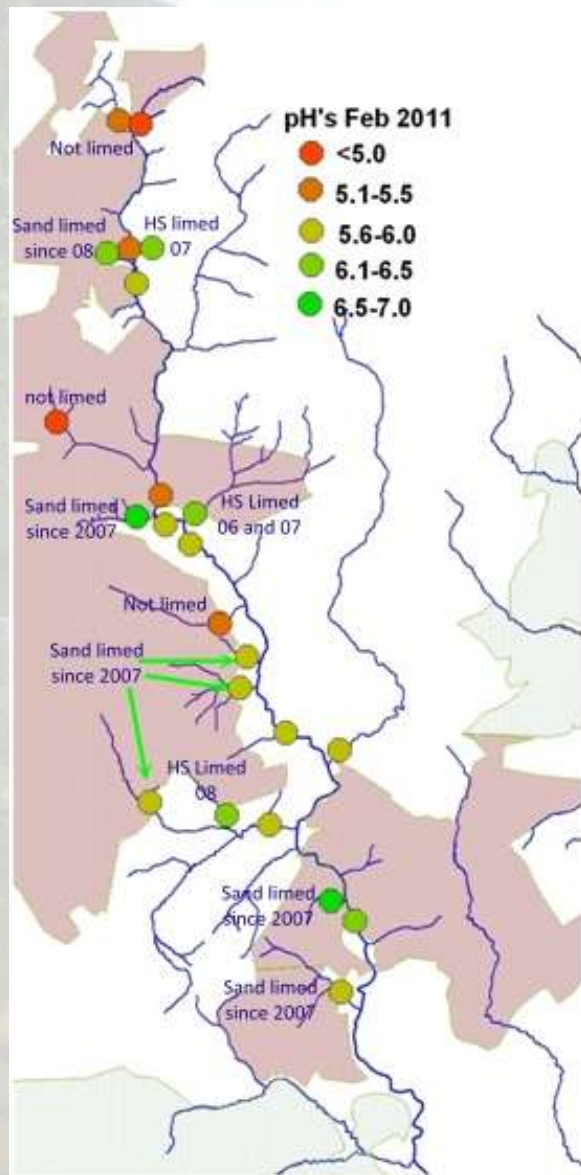 pH's Feb 2011
<5.0
5.1-5.5
5.6-6.0
6.1-6.5
6.5-7.0
Not limed
Sand limed
since 08
HS limed
07
not limed
Sand limed
since 2007
HS Limed
06 and 07
Not limed
Sand limed
since 2007
HS Limed
08
Sand limed
since 2007
Sand limed
since 2007